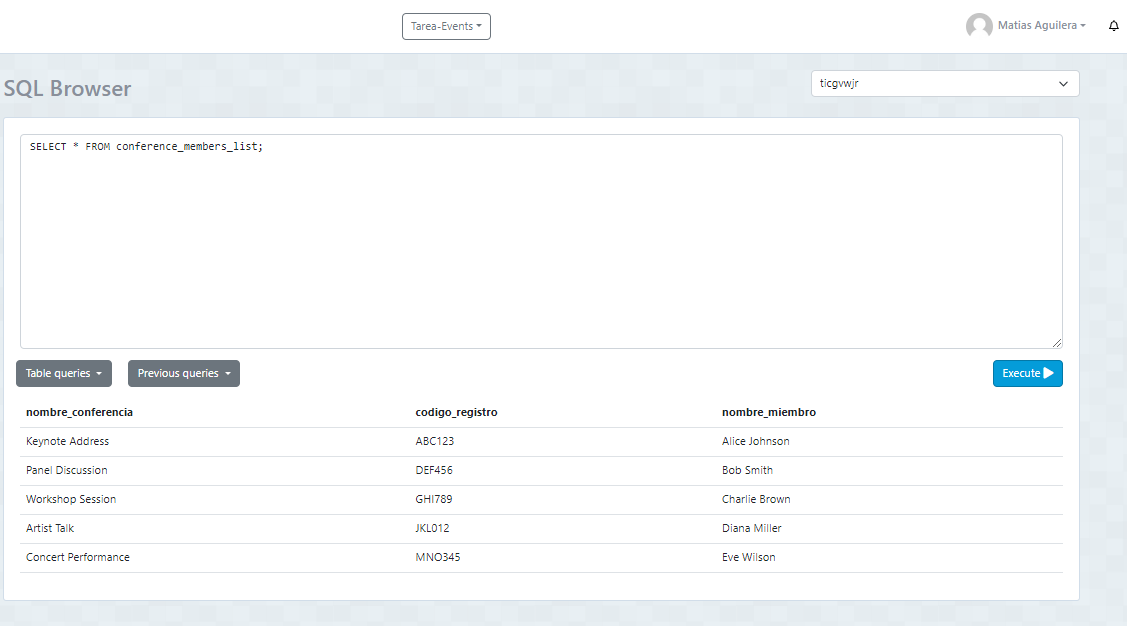 Tarea-Events
Matias Aguilera
SQL Browser
ticgvwjr
SELECT * FROM conference_members_list;
Table queries
Previous queries
Execute
nombre_conferencia codigo_registro nombre_miembro
Keynote Address ABC123 Alice Johnson
Panel Discussion DEF456 Bob Smith
Workshop Session GHI789 Charlie Brown
Artist Talk JKL012 Diana Miller
Concert Performance MNO345 Eve Wilson